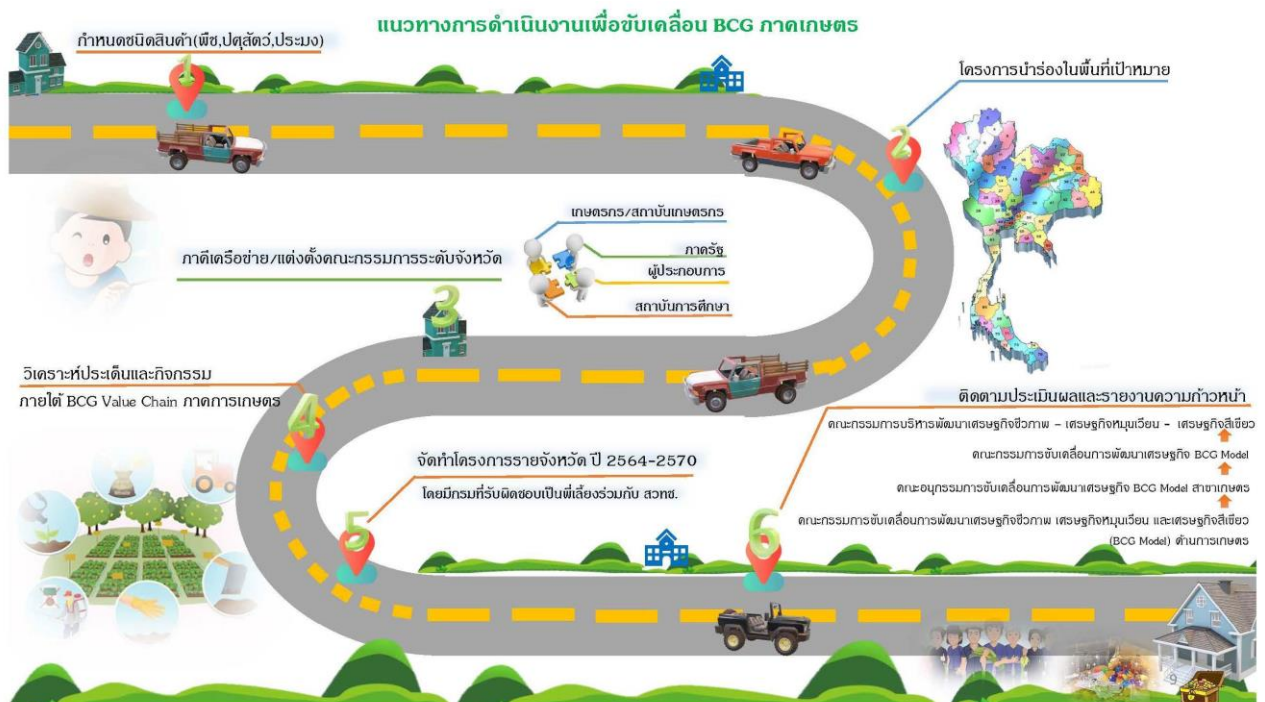 แนวทางการดำเนินงานเพื่อขับเคลื่อน BCG ภาคเกษตร
1
กำหนดชนิดสินค้า(พืช,ปศุสัตว์,ประมง)
2
โครงการนำร่องในพื้นที่เป้าหมาย
3
ภาคีเครือข่าย/แต่งตั้งคณะกรรมการระดับจังหวัด
เกษตรกร/สถาบันเกษตรกร
ภาครัฐ
ผู้ประกอบการ
สถาบันการศึกษา
4
วิเคราะห์ประเด็นและกิจกรรม
ภายใต้ BCG Value Chain ภาคการเกษตร
5
จัดทำโครงการรายจังหวัด ปี 2564-2570
โดยมีกรมที่รับผิดชอบเป็นพี่เลี้ยงร่วมกับ สวทช.
6
ติดตามประเมินผลและรายงานความก้าวหน้า
คณะกรรมการบริหารพัฒนาเศรษฐกิจชีวภาพ – เศรษฐกิจหมุนเวียน - เศรษฐกิจสีเขียว
คณะกรรมการขับเคลื่อนการพัฒนาเศรษฐกิจ BCG Model
คณะอนุกรรมการขับเคลื่อนการพัฒนาเศรษฐกิจ BCG Model สาขาเกษตร
คณะกรรมการขับเคลื่อนการพัฒนาเศรษฐกิจชีวภาพ เศรษฐกิจหมุนเวียน และเศรษฐกิจสีเขียว
(BCG Model) ด้านการเกษตร
9